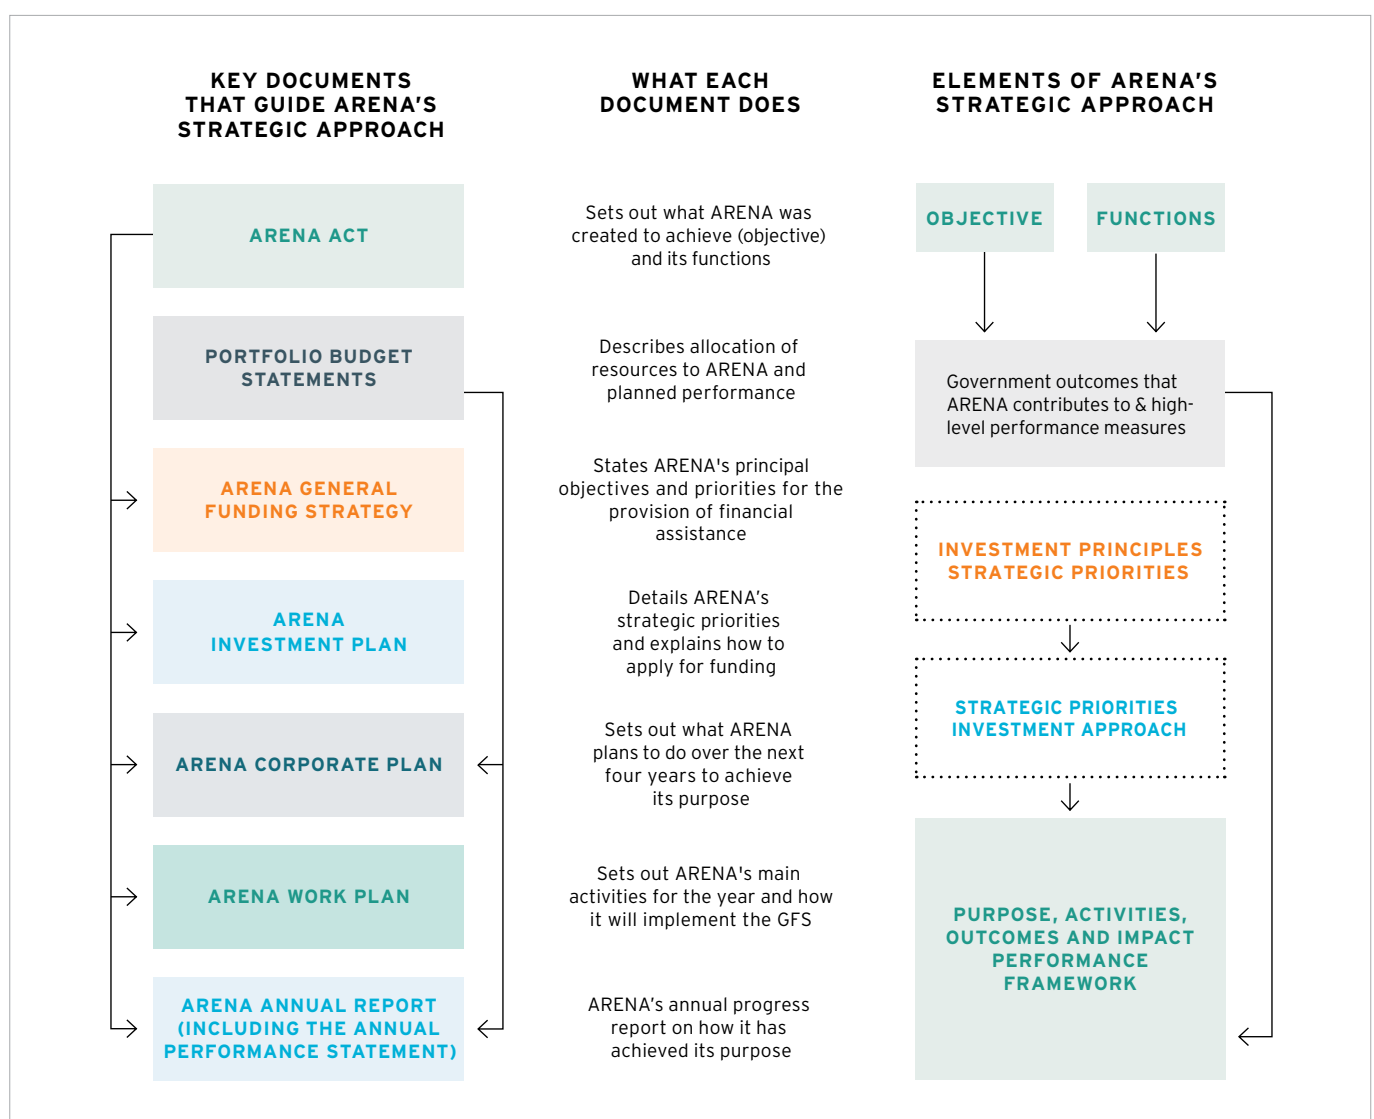 KEY DOCUMENTS
THAT GUIDE ARENA’S
STRATEGIC APPROACH
WHAT EACH
DOCUMENT DOES
ELEMENTS OF ARENA’S
STRATEGIC APPROACH
ARENA ACT
Sets out what ARENA was
created to achieve (objective)
and its functions
OBJECTIVE
FUNCTIONS
PORTFOLIO BUDGET
STATEMENTS
Describes allocation of
resources to ARENA and
planned performance
Government outcomes that
ARENA contributes to & high-
level performance measures
ARENA GENERAL
FUNDING STRATEGY
States ARENA's principal
objectives and priorities for the
provision of financial
assistance
INVESTMENT PRINCIPLES
STRATEGIC PRIORITIES
ARENA
INVESTMENT PLAN
Details ARENA’s
strategic priorities
and explains how to
apply for funding
STRATEGIC PRIORITIES
INVESTMENT APPROACH
ARENA CORPORATE PLAN
Sets out what ARENA
plans to do over the next
four years to achieve
its purpose
ARENA WORK PLAN
Sets out ARENA's main
activities for the year and how
it will implement the GFS
PURPOSE, ACTIVITIES,
OUTCOMES AND IMPACT
PERFORMANCE
FRAMEWORK
ARENA ANNUAL REPORT
(INCLUDING THE ANNUAL
PERFORMANCE STATEMENT)
ARENA’s annual progress
report on how it has
achieved its purpose